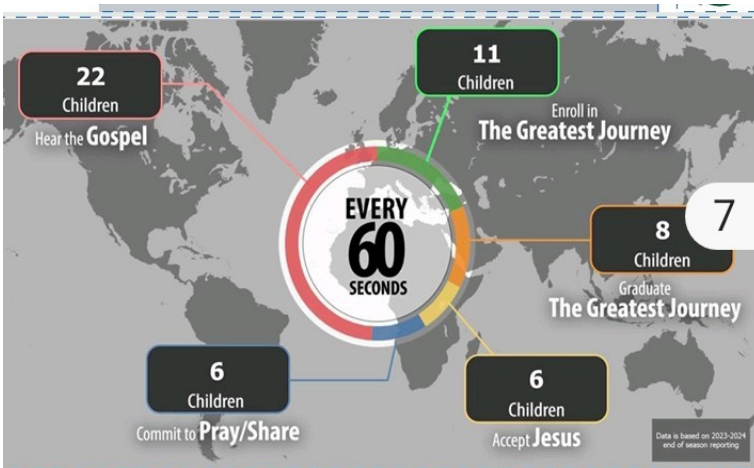 22
Children
Hear the Gospel
11
Children
Enroll in
The Greatest Journey
EVERY
60
SECONDS
7
8
Children
Graduate
The Greatest Journey
6
Children
Commit to Pray/Share
6
Children
Accept Jesus
Data is based on 2023-2024
end of season reporting